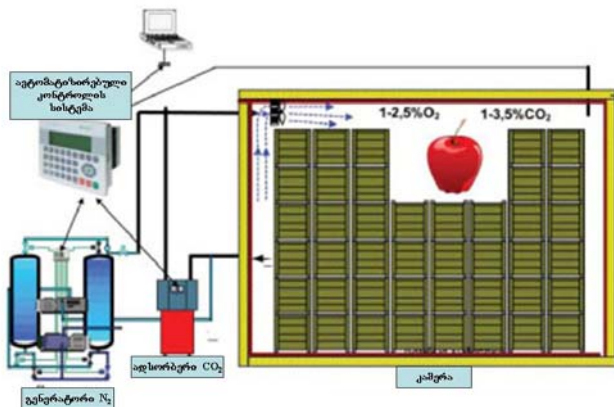 ავტომატიზირებული
კონტროლის
სისტემა
1-2,5%O₂
1-3,5%CO₂
ადსორბერი CO₂
გენერატორი N₂
კამერა